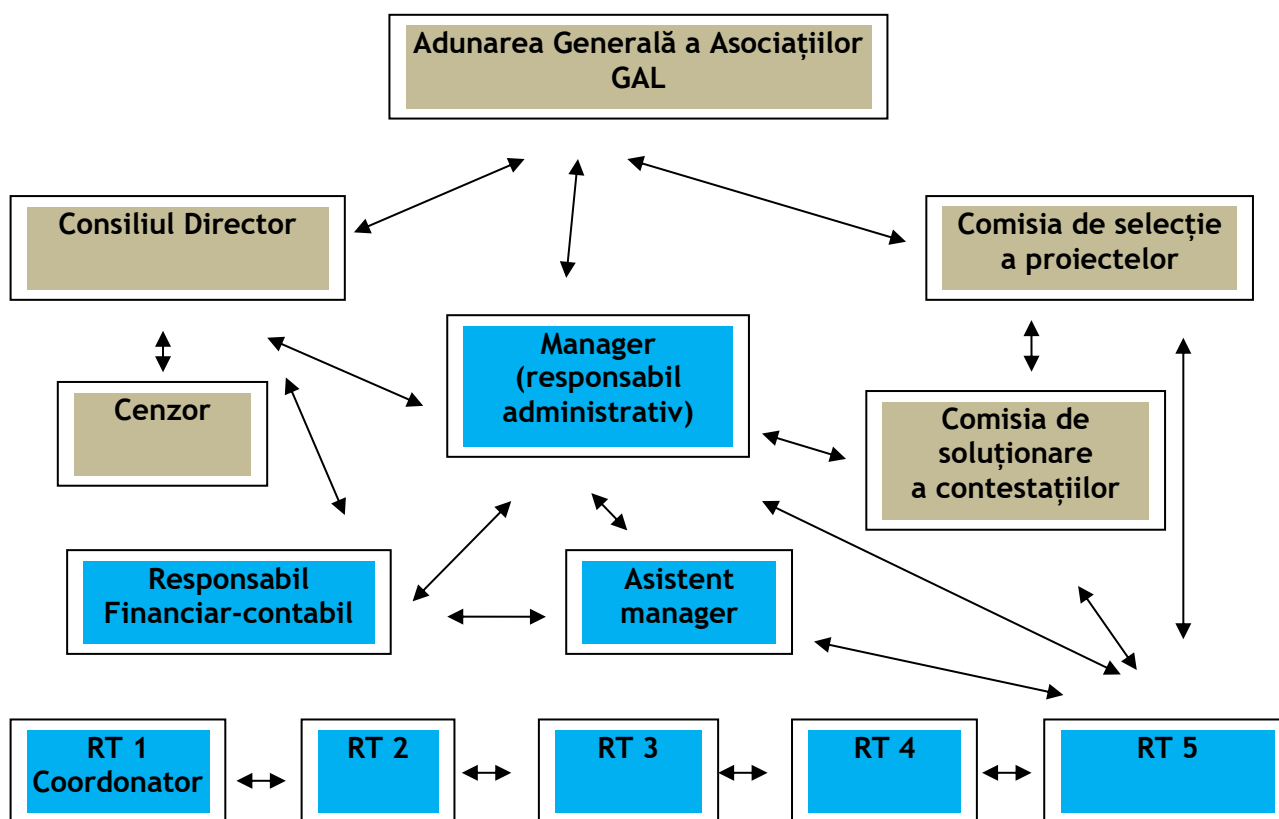 Adunarea Generală a Asociațiilor
GAL
Consiliul Director
Comisia de selecție
a proiectelor
Manager
(responsabil
administrativ)
Cenzor
Comisia de
soluționare
a contestațiilor
Responsabil
Financiar-contabil
Asistent
manager
RT 1
Coordonator
RT 2
RT 3
RT 4
RT 5